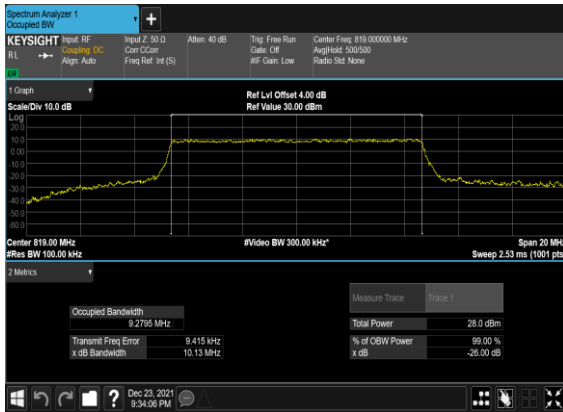 Spectrum Analyzer 1
Occupied BW
+
KEYSIGHT Input: RF Input Z: 50 Ω Atten: 40 dB Trig: Free Run Center Freq: 819.000000 MHz
RL Coupling: DC Corr CCorr Gate: Off Avg|Hold: 500/500
Align: Auto Freq Ref: Int (S) #IF Gain: Low Radio Std: None
LXI
1 Graph
Ref Lvl Offset 4.00 dB
Scale/Div 10.0 dB Ref Value 30.00 dBm
Log
20.0
10.0
0.00
-10.0
-20.0
-30.0
-40.0
-50.0
-60.0
Center 819.00 MHz #Video BW 300.00 kHz* Span 20 MHz
#Res BW 100.00 kHz Sweep 2.53 ms (1001 pts
2 Metrics
Measure Trace Trace 1
Occupied Bandwidth
9.2795 MHz Total Power 28.0 dBm
Transmit Freq Error 9.415 kHz % of OBW Power 99.00 %
x dB Bandwidth 10.13 MHz x dB -26.00 dB
? Dec 23, 2021
9:34:06 PM